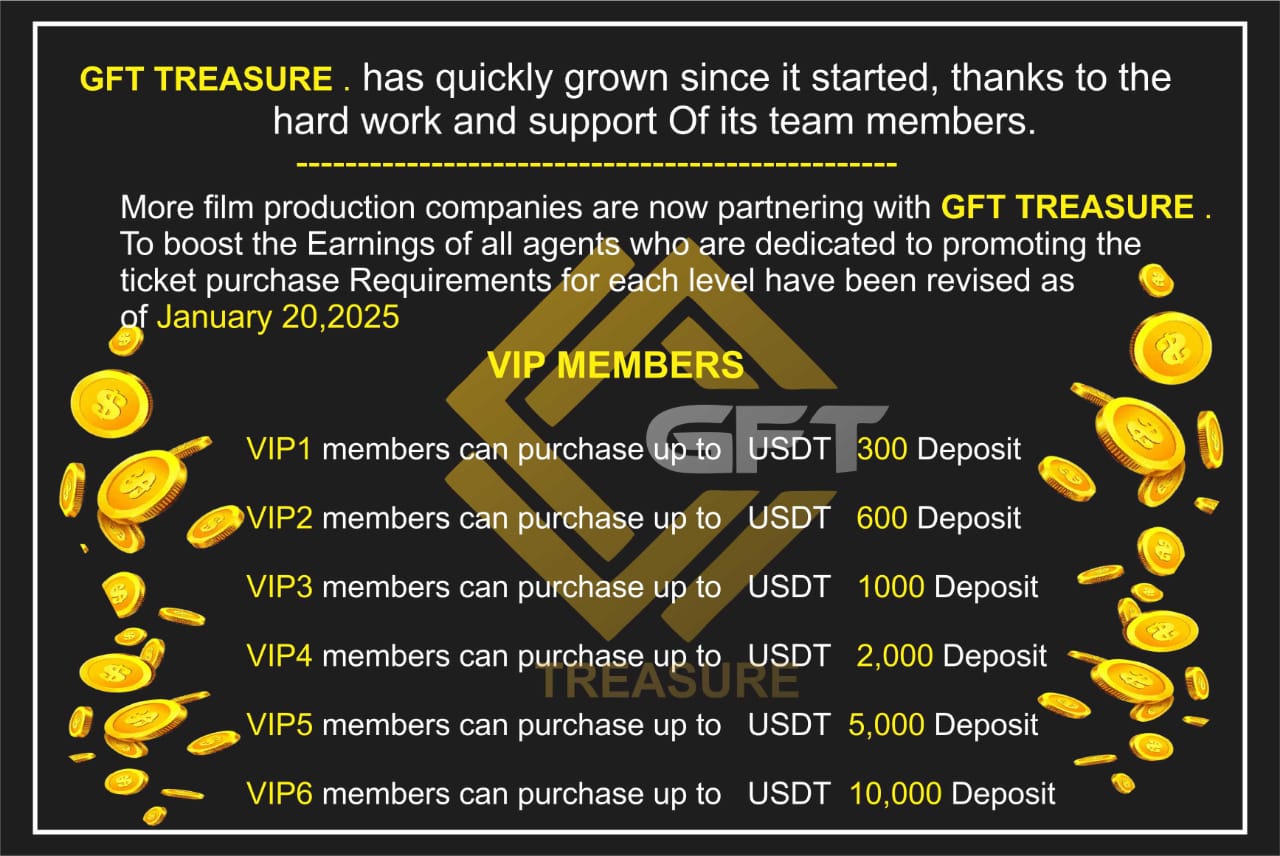 GFT TREASURE . has quickly grown since it started, thanks to the
hard work and support Of its team members.
--------------------------------------------------
More film production companies are now partnering with GFT TREASURE .
To boost the Earnings of all agents who are dedicated to promoting the
ticket purchase Requirements for each level have been revised as
of January 20,2025
VIP MEMBERS
GFT
VIP1 members can purchase up to USDT 300 Deposit
VIP2 members can purchase up to USDT 600 Deposit
VIP3 members can purchase up to USDT 1000 Deposit
VIP4 members can purchase up to USDT 2,000 Deposit
TREASURE
VIP5 members can purchase up to USDT 5,000 Deposit
VIP6 members can purchase up to USDT 10,000 Deposit